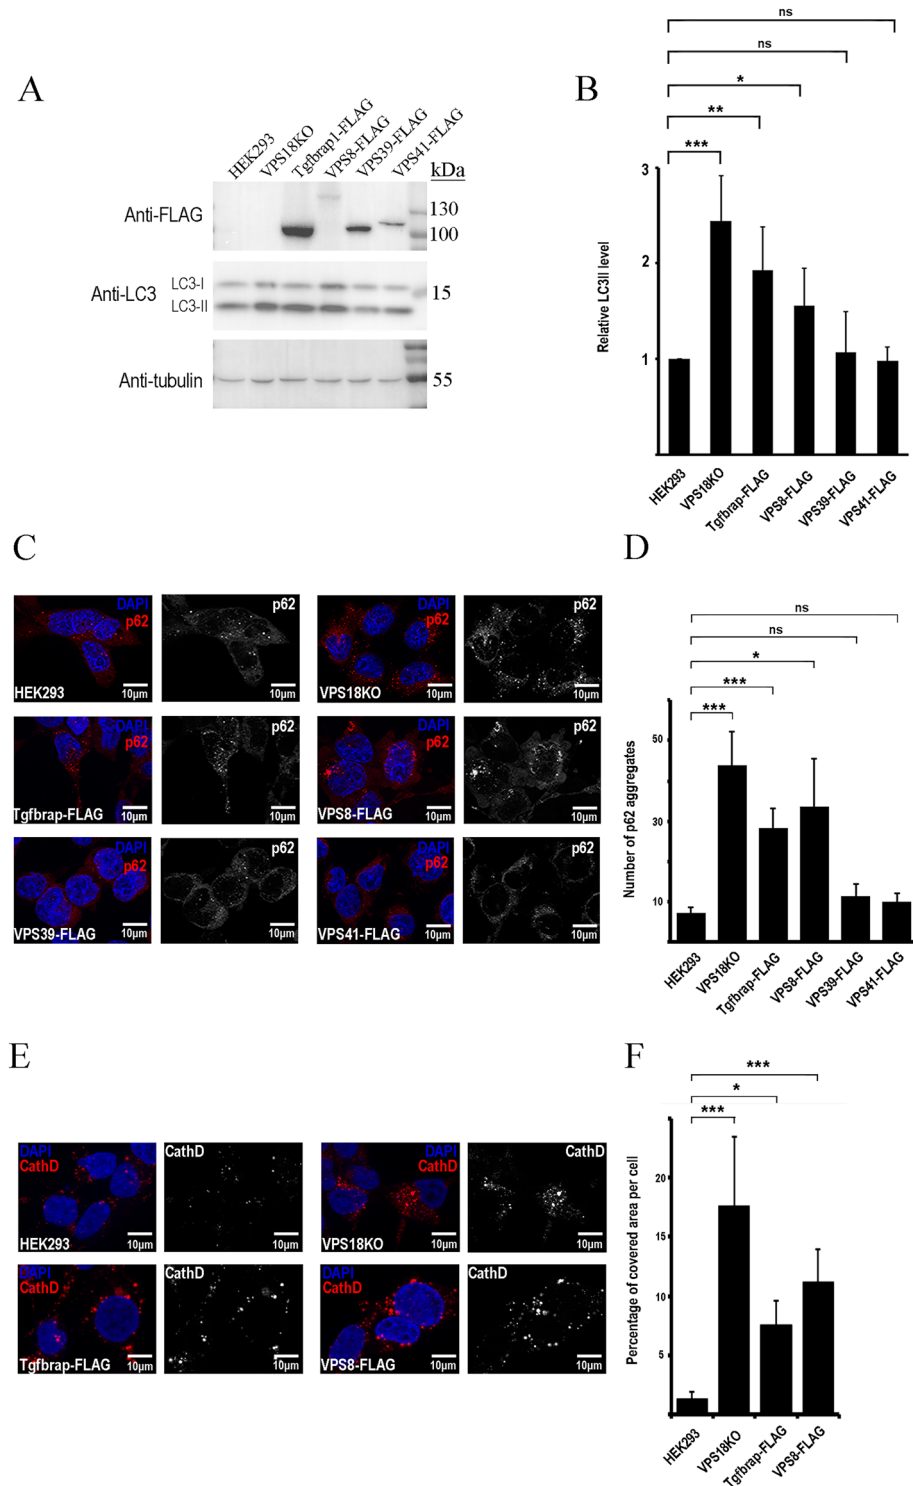 A
HEK293
VPS18KO
Tgfbrap1-FLAG
VPS8-FLAG
VPS39-FLAG
VPS41-FLAG
kDa
Anti-FLAG
130
100
Anti-LC3
LC3-I
LC3-II
15
Anti-tubulin
55
B
ns
ns
*
**
***
Relative LC3II level
3
2
1
HEK293
VPS18KO
Tgfbrap-FLAG
VPS8-FLAG
VPS39-FLAG
VPS41-FLAG
C
DAPI
p62
HEK293
10µm
p62
10µm
DAPI
p62
VPS18KO
10µm
p62
10µm
DAPI
p62
Tgfbrap-FLAG
10µm
p62
10µm
DAPI
p62
VPS8-FLAG
10µm
p62
10µm
DAPI
p62
VPS39-FLAG
10µm
p62
10µm
DAPI
p62
VPS41-FLAG
10µm
p62
10µm
D
ns
ns
*
***
***
Number of p62 aggregates
50
30
10
HEK293
VPS18KO
Tgfbrap-FLAG
VPS8-FLAG
VPS39-FLAG
VPS41-FLAG
E
DAPI
CathD
HEK293
10µm
CathD
10µm
DAPI
CathD
VPS18KO
10µm
CathD
10µm
DAPI
CathD
Tgfbrap-FLAG
10µm
CathD
10µm
DAPI
CathD
VPS8-FLAG
10µm
CathD
10µm
F
***
*
***
Percentage of covered area per cell
20
15
10
5
HEK293
VPS18KO
Tgfbrap-FLAG
VPS8-FLAG